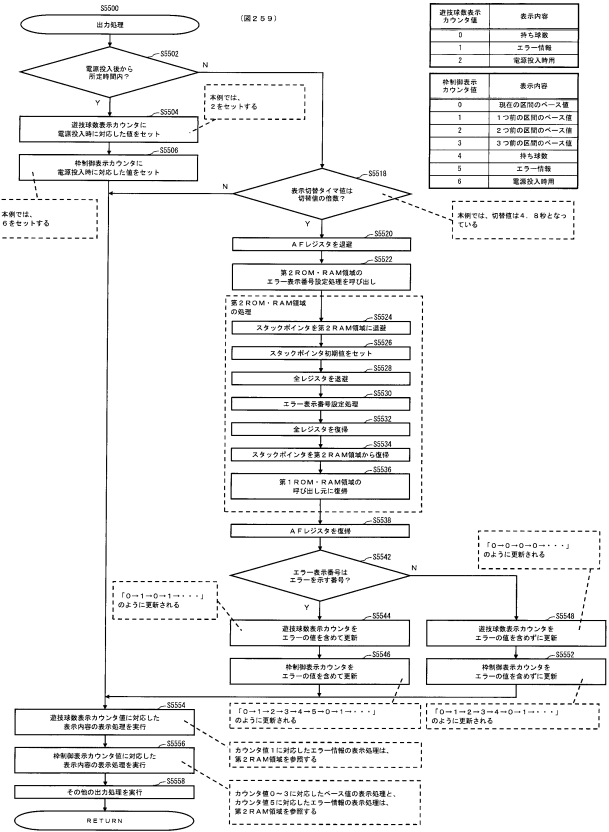 (図259)
S5500
出力処理
S5502
電源投入後から
所定時間内?
N
Y
本例では、
2をセットする
S5504
遊技球数表示カウンタに
電源投入時に対応した値をセット
S5506
枠制御表示カウンタに
電源投入時に対応した値をセット
本例では、
6をセットする
遊技球数表示
カウンタ値
表示内容
0
持ち球数
1
エラー情報
2
電源投入時用
枠制御表示
カウンタ値
表示内容
0
現在の区間のベース値
1
1つ前の区間のベース値
2
2つ前の区間のベース値
3
3つ前の区間のベース値
4
持ち球数
5
エラー情報
6
電源投入時用
S5518
表示切替タイマ値は
切替値の倍数?
N
Y
本例では、切替値は4.8秒となっ
ている
S5520
AFレジスタを退避
S5522
第2ROM・RAM領域の
エラー表示番号設定処理を呼び出し
第2ROM・RAM領域
の処理
S5524
スタックポインタを第2RAM領域に退避
S5526
スタックポインタ初期値をセット
S5528
全レジスタを退避
S5530
エラー表示番号設定処理
S5532
全レジスタを復帰
S5534
スタックポインタを第2RAM領域から復帰
S5536
第1ROM・RAM領域の
呼び出し元に復帰
S5538
AFレジスタを復帰
S5542
エラー表示番号は
エラーを示す番号?
N
Y
「0→0→0→0→・・・」
のように更新される
「0→1→0→1→・・・」
のように更新される
S5544
遊技球数表示カウンタを
エラーの値を含めて更新
S5548
遊技球数表示カウンタを
エラーの値を含めずに更新
S5546
枠制御表示カウンタを
エラーの値を含めて更新
S5552
枠制御表示カウンタを
エラーの値を含めずに更新
「0→1→2→3→4→5→0→1→・・・」
のように更新される
「0→1→2→3→4→0→1→・・・」
のように更新される
S5554
遊技球数表示カウンタ値に対応した
表示内容の表示処理を実行
S5556
枠制御表示カウンタ値に対応した
表示内容の表示処理を実行
S5558
その他の出力処理を実行
RETURN
カウンタ値1に対応したエラー情報の表示処理は、
第2RAM領域を参照する
カウンタ値0~3に対応したベース値の表示処理と、
カウンタ値5に対応したエラー情報の表示処理は、
第2RAM領域を参照する